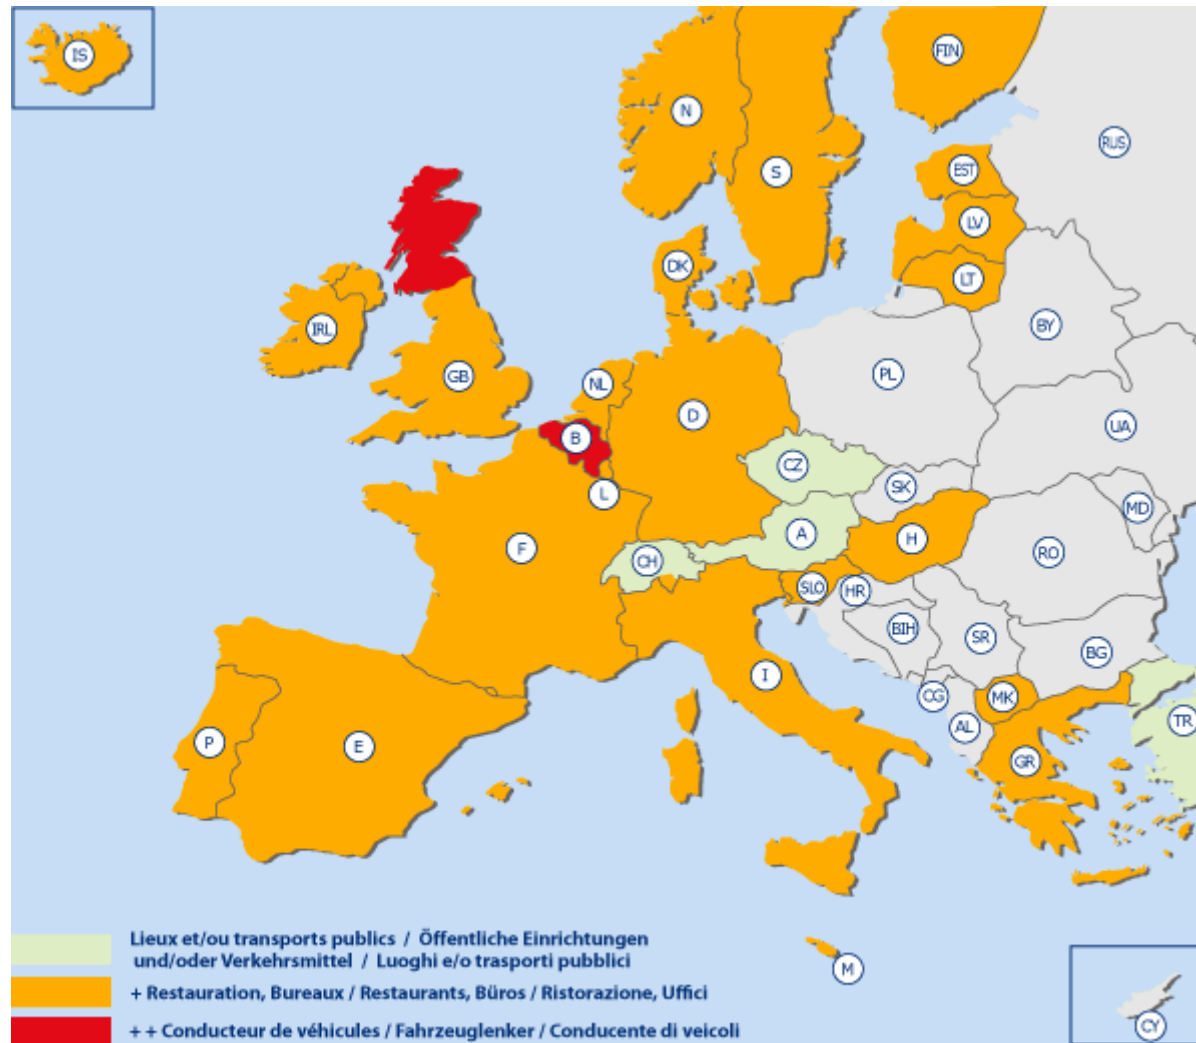 IS
FIN
N
RUS
S
EST
LV
DK
LT
IRL
BY
GB
NL
PL
D
B
UA
CZ
SK
L
MD
A
H
F
RO
CH
SLO
HR
BIH
SR
BG
I
CG
MK
AL
TR
P
E
GR
Lieux et/ou transports publics / Öffentliche Einrichtungen
und/oder Verkehrsmittel / Luoghi e/o trasporti pubblici
M
+ Restauration, Bureaux / Restaurants, Büros / Ristorazione, Uffici
CY
+ + Conducteur de véhicules / Fahrzeuglenker / Conducente di veicoli